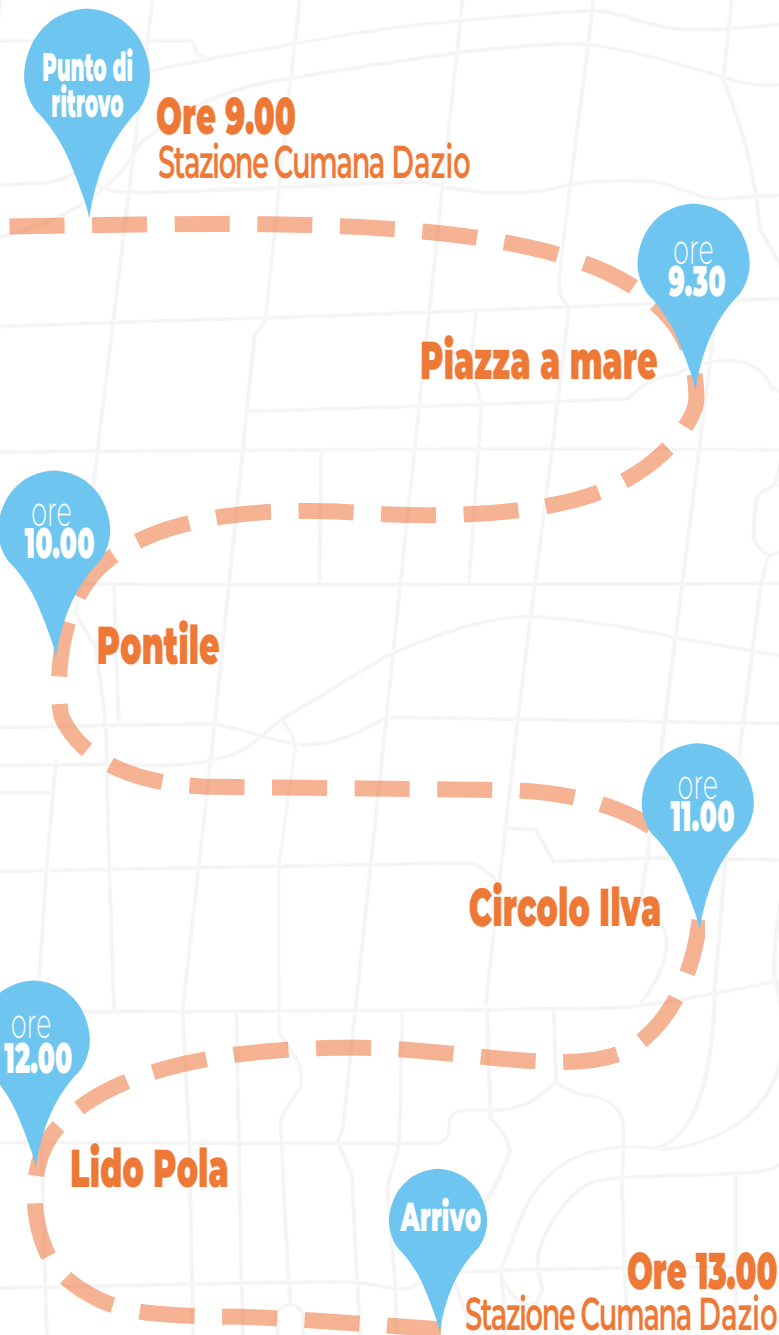 Punto di
ritrovo
Ore 9.00
Stazione Cumana Dazio
ore
9.30
Piazza a mare
ore
10.00
Pontile
ore
11.00
Circolo Ilva
ore
12.00
Lido Pola
Arrivo
Ore 13.00
Stazione Cumana Dazio